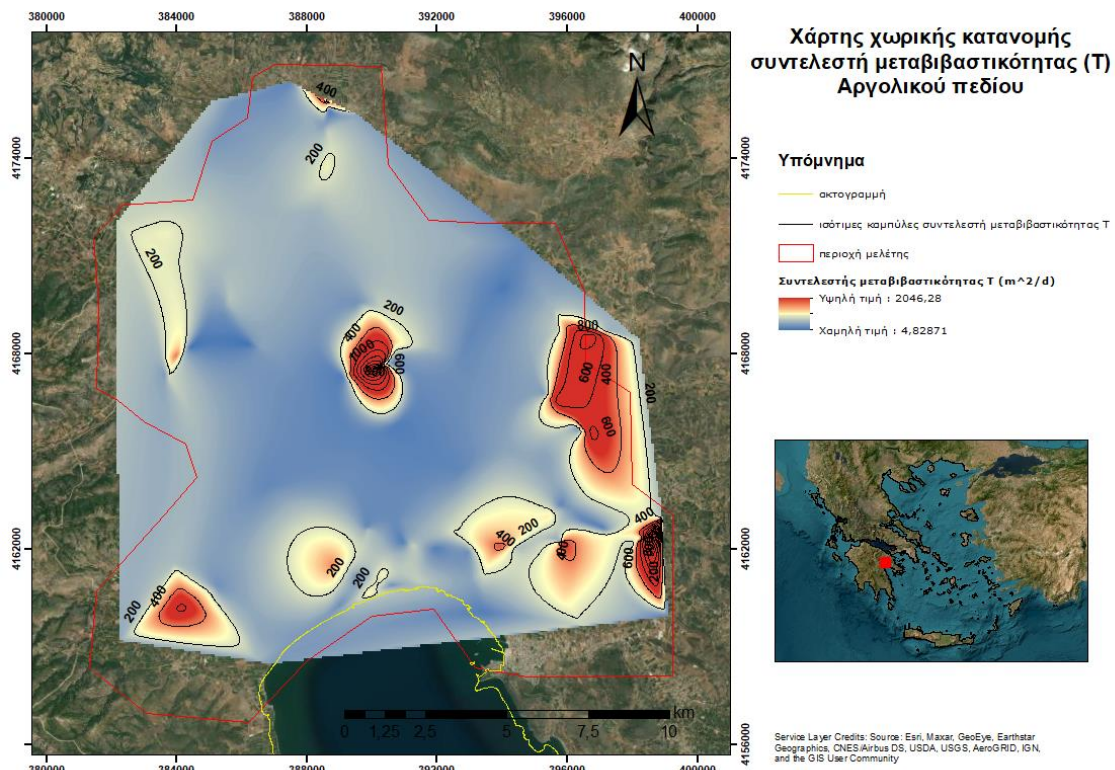 380000 384000 388000 392000 396000 400000
Χάρτης χωρικής κατανομής
συντελεστή μεταβιβαστικότητας (T)
Αργολικού πεδίου
N
400
200
4174000
4174000
Υπόμνημα
ακτογραμμή
ισότιμες καμπύλες συντελεστή μεταβιβαστικότητας T
περιοχή μελέτης
Συντελεστής μεταβιβαστικότητας T (m^2/d)
Υψηλή τιμή : 2046,28
Χαμηλή τιμή : 4,82871
200
200
400
1000
600
800
600
400
200
600
4168000
4168000
400
200
400
400
600
200
200
200
4162000
4162000
200
400
km
0 1,25 2,5 5 7,5 10
4156000
4156000
380000 384000 388000 392000 396000 400000
Service Layer Credits: Source: Esri, Maxar, GeoEye, Earthstar
Geographics, CNES/Airbus DS, USDA, USGS, AeroGRID, IGN,
and the GIS User Community